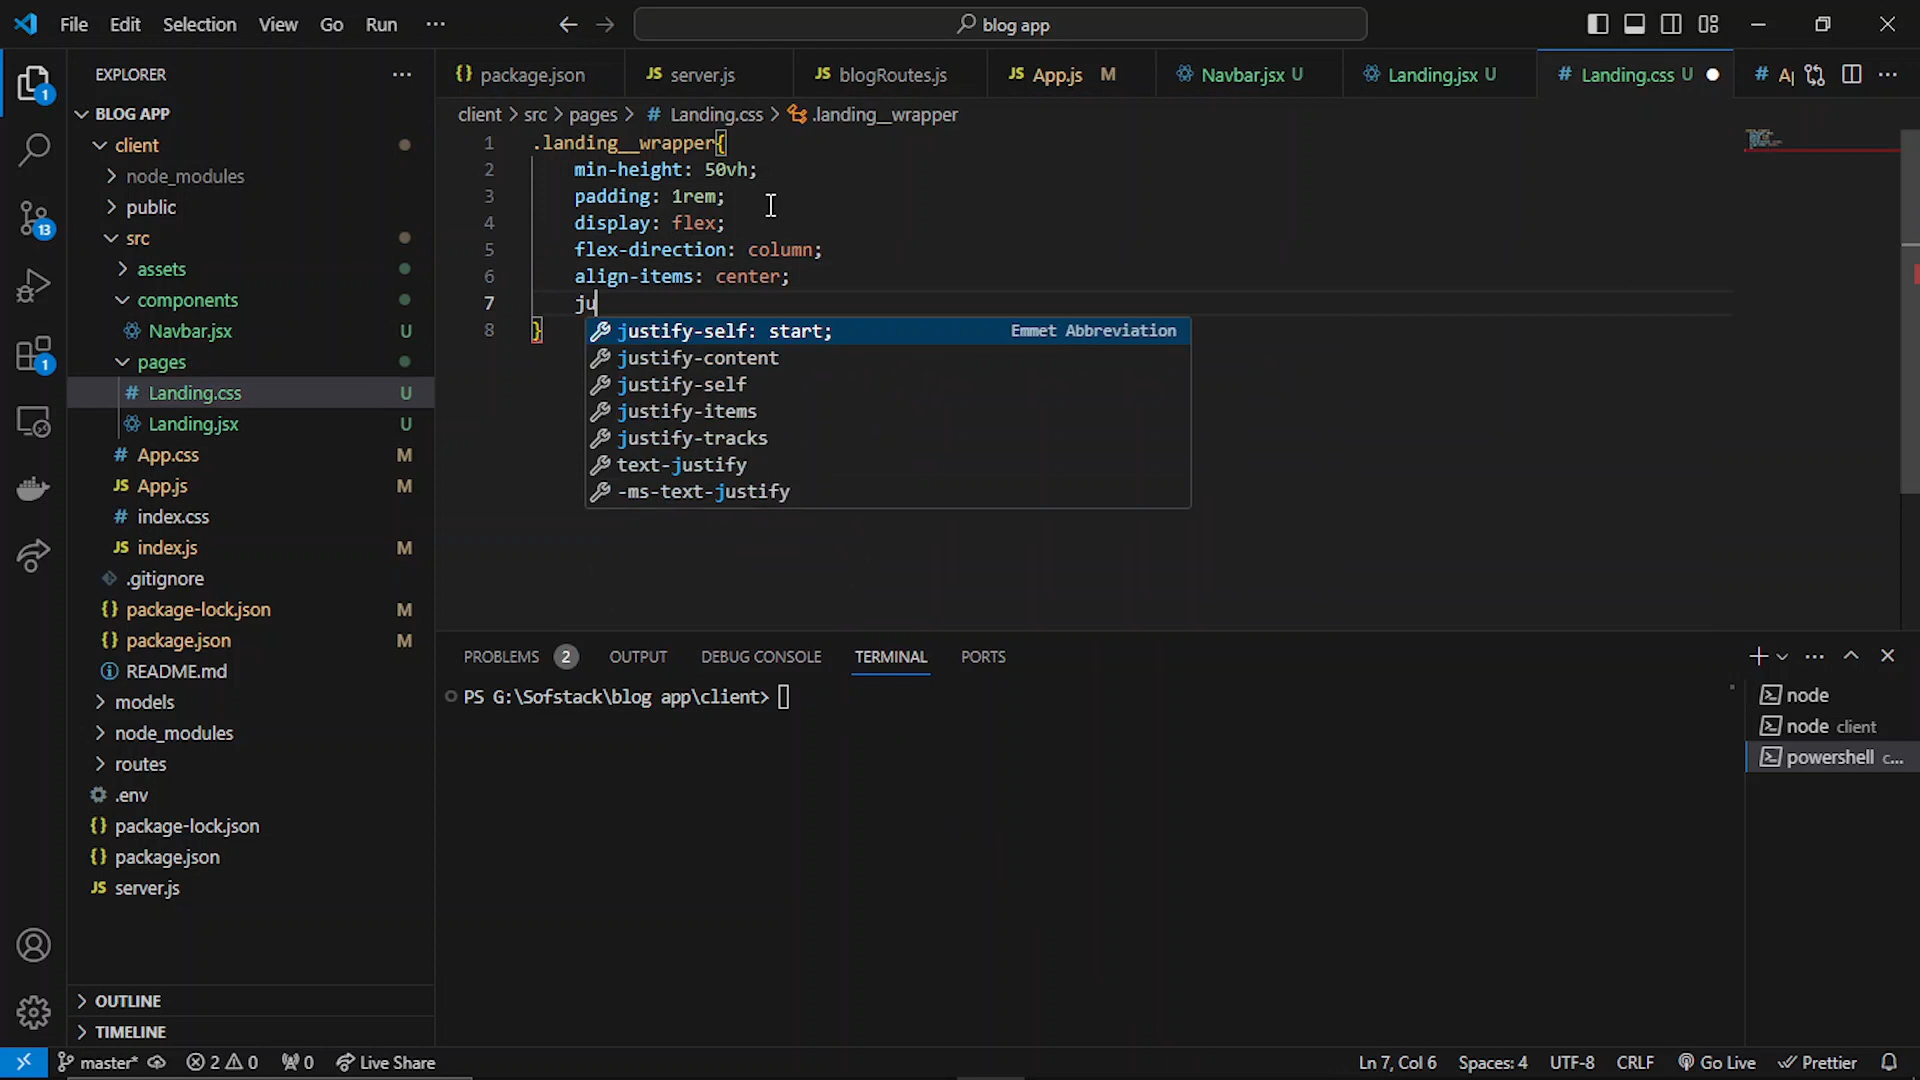 File Edit Selection View Go Run ··· blog app
EXPLORER ···
BLOG APP
client
node_modules
public
src
assets
components
Navbar.jsx U
pages
Landing.css U
Landing.jsx U
App.css M
App.js M
index.css
index.js M
.gitignore
package-lock.json M
package.json M
README.md
models
node_modules
routes
.env
package-lock.json
package.json
server.js
OUTLINE
TIMELINE
1
13
1
{} package.json JS server.js JS blogRoutes.js JS App.js M Navbar.jsx U Landing.jsx U # Landing.css U # Ap ···
client > src > pages > # Landing.css > .landing__wrapper
1 .landing__wrapper{
2 min-height: 50vh;
3 padding: 1rem;
4 display: flex;
5 flex-direction: column;
6 align-items: center;
7 ju
8 }
justify-self: start; Emmet Abbreviation
justify-content
justify-self
justify-items
justify-tracks
text-justify
-ms-text-justify
PROBLEMS 2 OUTPUT DEBUG CONSOLE TERMINAL PORTS
PS G:\Sofstack\blog app\client>
node
node client
powershell c...
master* 2 0 0 Live Share Ln 7, Col 6 Spaces: 4 UTF-8 CRLF Go Live Prettier